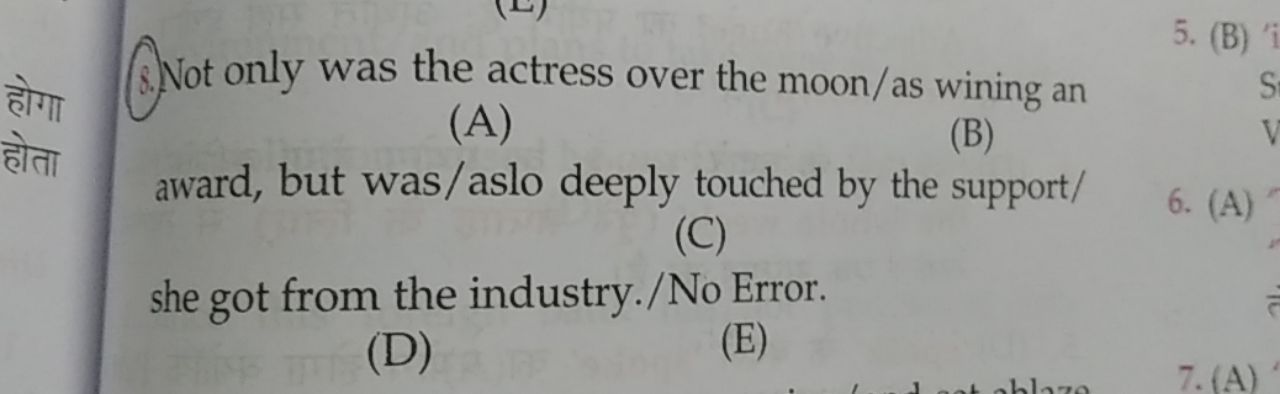 होगा
होता
(E)
8. Not only was the actress over the moon/as wining an
(A) (B)
award, but was/aslo deeply touched by the support/
(C)
she got from the industry./No Error.
(D) (E)
5. (B)
6. (A)
7. (A)